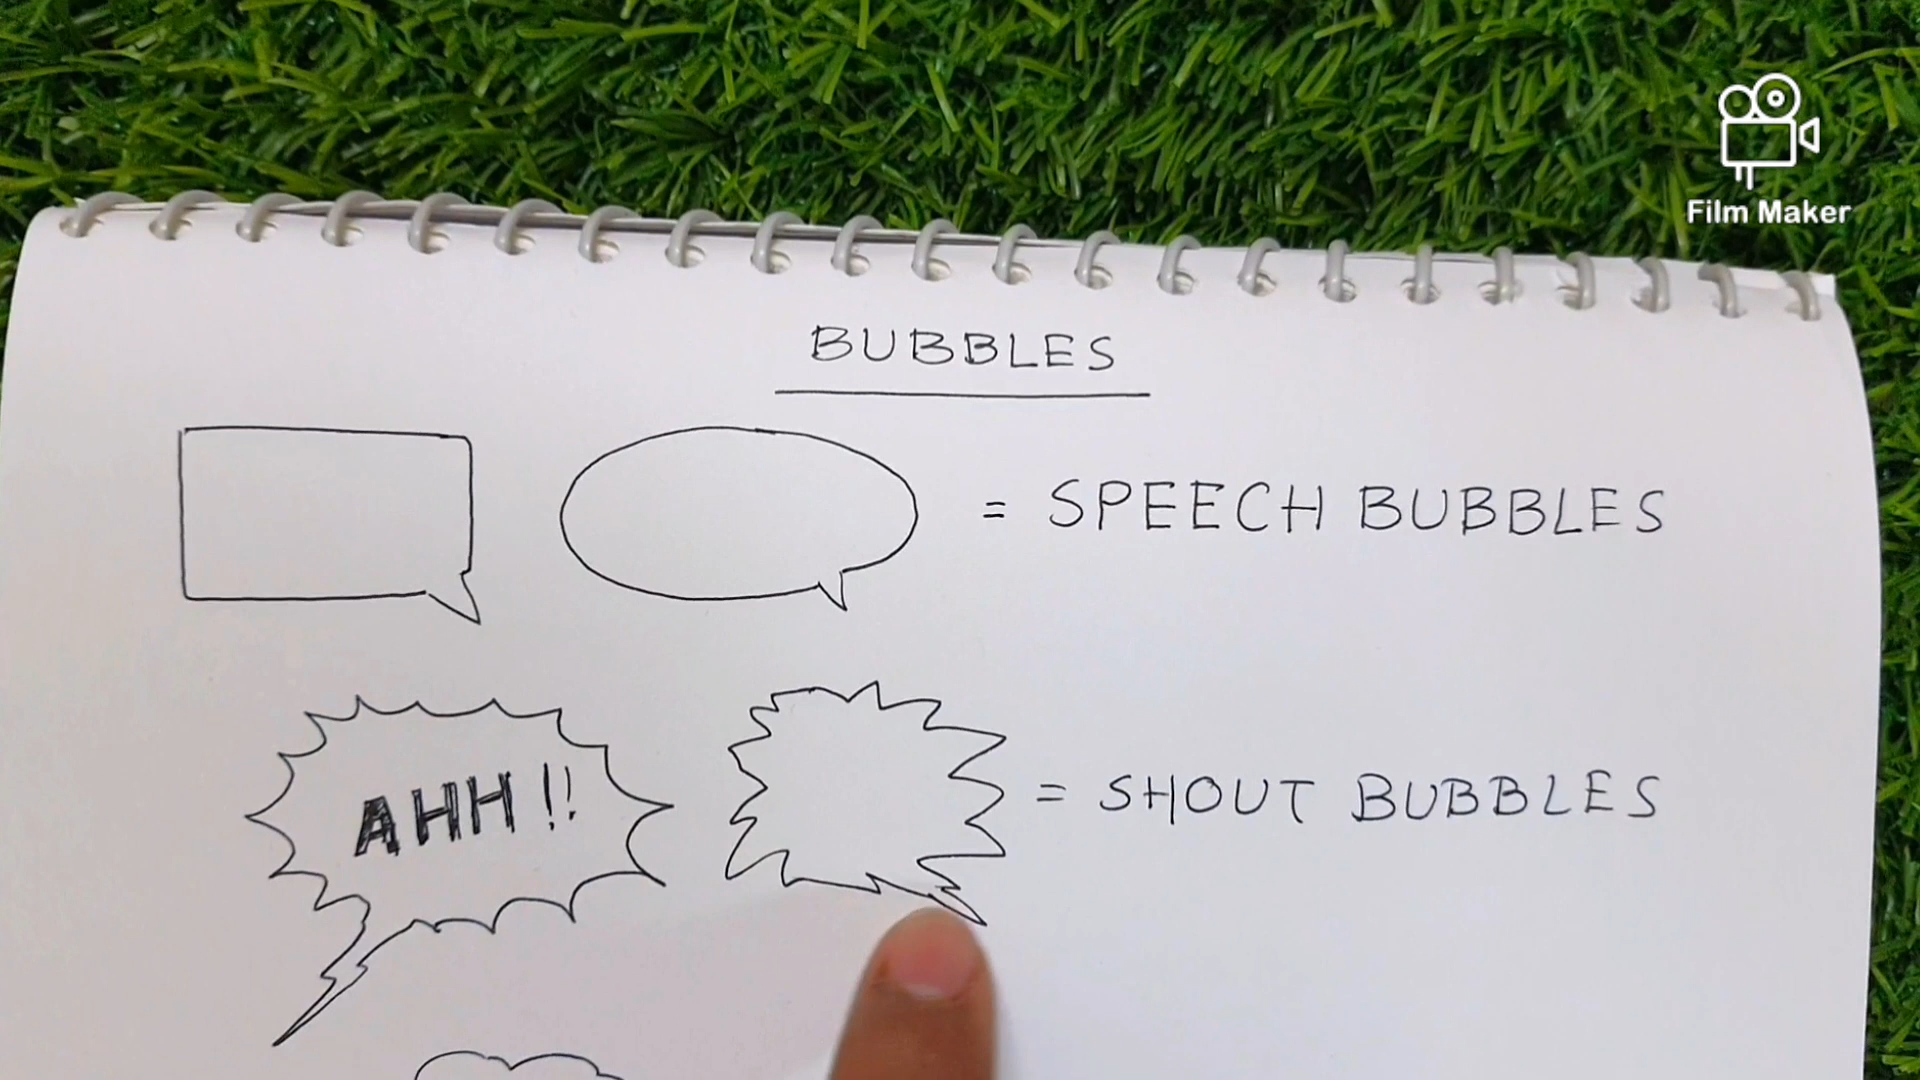 Film Maker
BUBBLES
= SPEECH BUBBLES
AHH!!
= SHOUT BUBBLES